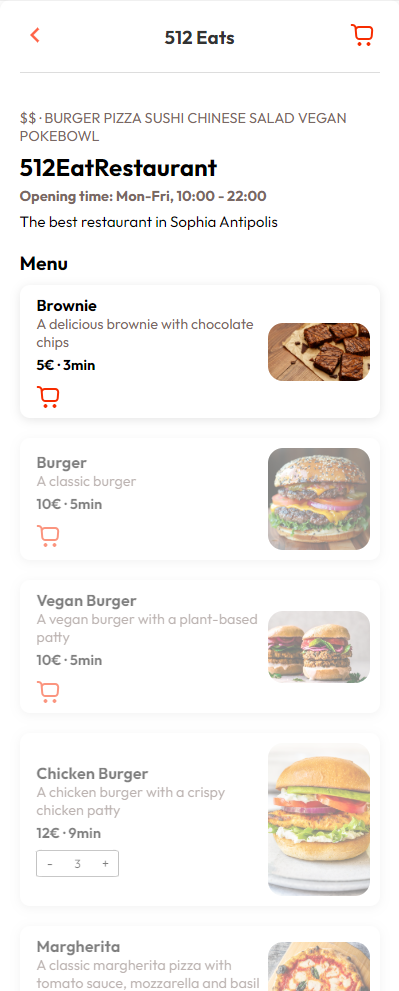 512 Eats
$$ · BURGER PIZZA SUSHI CHINESE SALAD VEGAN
POKEBOWL
512EatRestaurant
Opening time: Mon-Fri, 10:00 - 22:00
The best restaurant in Sophia Antipolis
Menu
Brownie
A delicious brownie with chocolate
chips
5€ · 3min
Burger
A classic burger
10€ · 5min
Vegan Burger
A vegan burger with a plant-based
patty
10€ · 5min
Chicken Burger
A chicken burger with a crispy
chicken patty
12€ · 9min
- 3 +
Margherita
A classic margherita pizza with
tomato sauce, mozzarella and basil